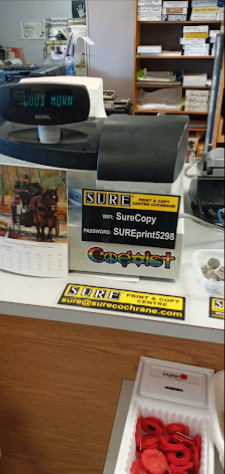 GOOD MORN
ROYAL
SURE PRINT & COPY
CENTRE COCHRANE
WIFI: SureCopy
PASSWORD: SUREprint5298
Coexist
SURE PRINT & COPY
CENTRE
sure@surecochrane.com